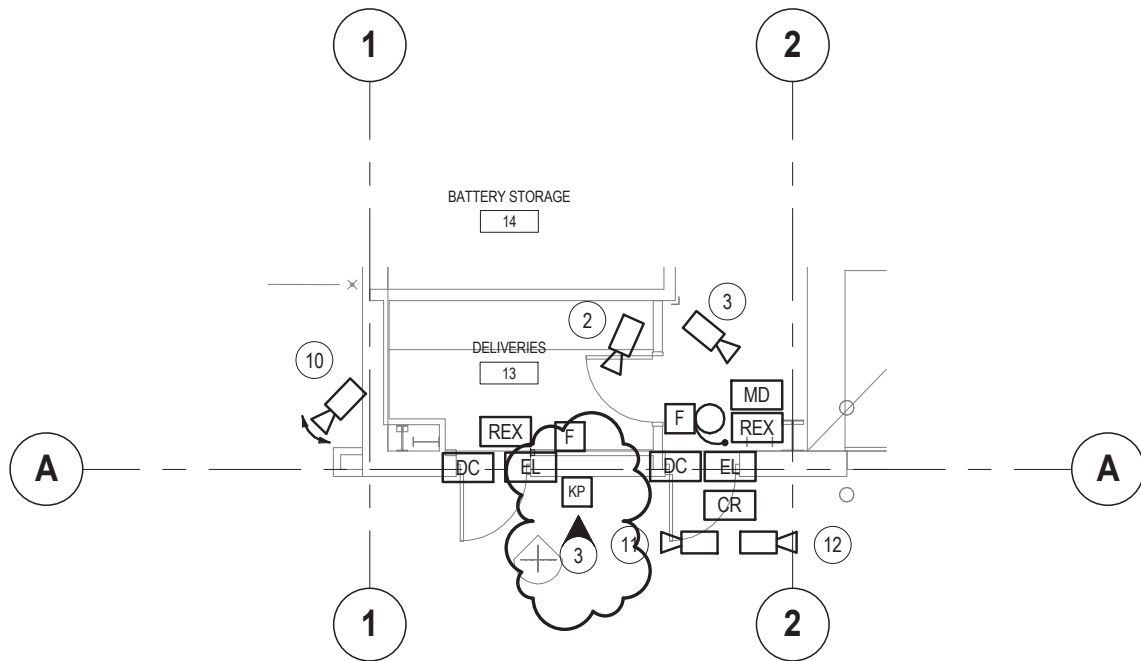 1
2
BATTERY STORAGE
14
2
3
DELIVERIES
13
10
MD
F
REX
REX
F
A
DC
EL
DC
EL
A
KP
CR
3
11
12
1
2